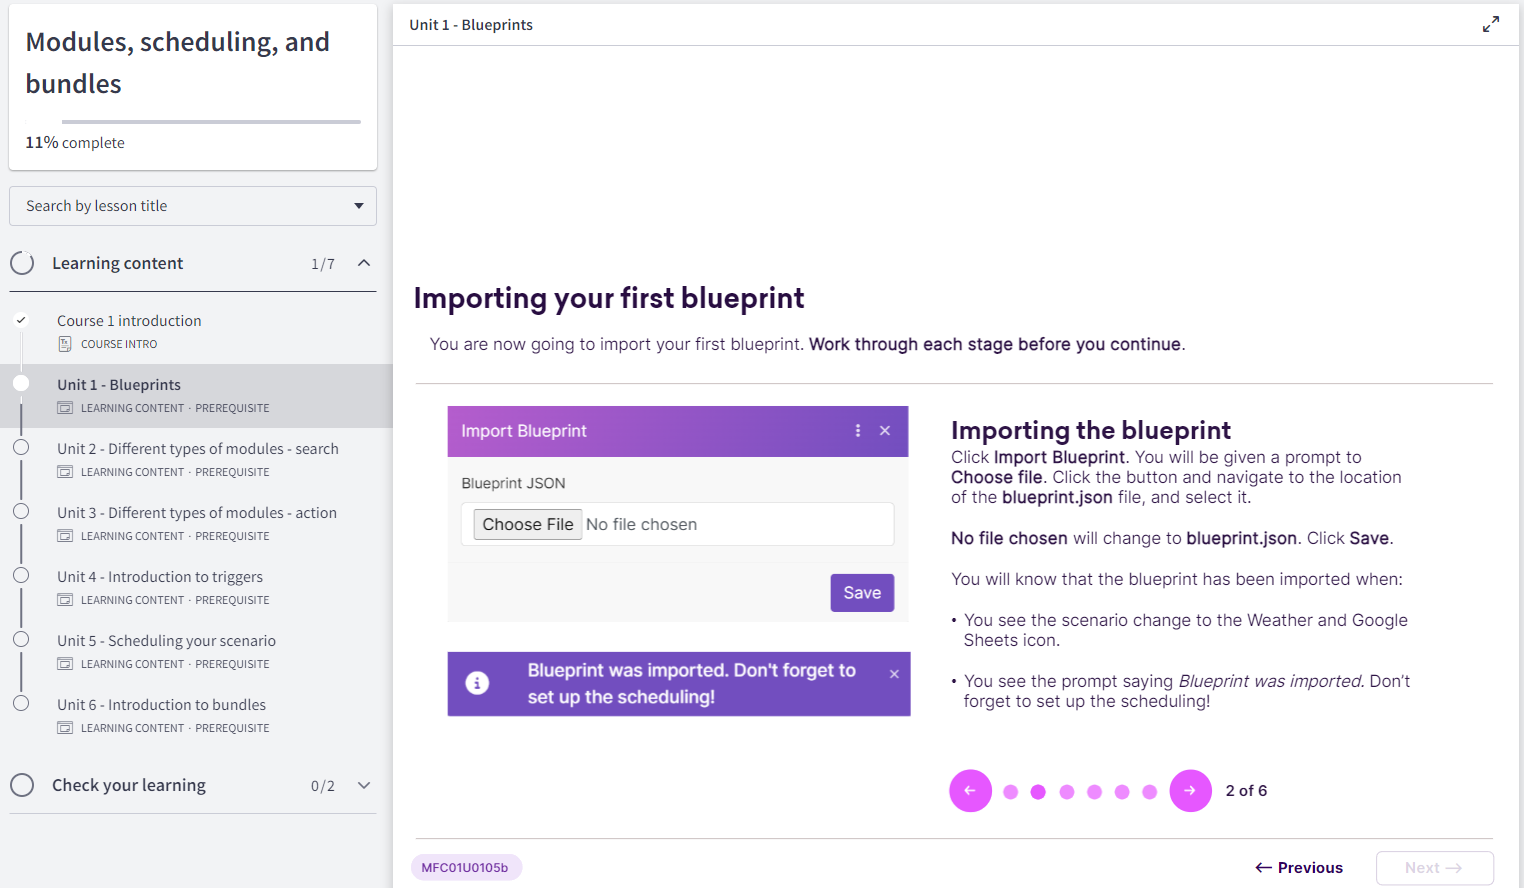 Modules, scheduling, and
bundles
11% complete
Search by lesson title
Learning content 1/7
Course 1 introduction
COURSE INTRO
Unit 1 - Blueprints
LEARNING CONTENT · PREREQUISITE
Unit 2 - Different types of modules - search
LEARNING CONTENT · PREREQUISITE
Unit 3 - Different types of modules - action
LEARNING CONTENT · PREREQUISITE
Unit 4 - Introduction to triggers
LEARNING CONTENT · PREREQUISITE
Unit 5 - Scheduling your scenario
LEARNING CONTENT · PREREQUISITE
Unit 6 - Introduction to bundles
LEARNING CONTENT · PREREQUISITE
Check your learning 0/2
Unit 1 - Blueprints
Importing your first blueprint
You are now going to import your first blueprint. Work through each stage before you continue.
Import Blueprint
Blueprint JSON
Choose File No file chosen
Save
Blueprint was imported. Don't forget to
set up the scheduling!
Importing the blueprint
Click Import Blueprint. You will be given a prompt to
Choose file. Click the button and navigate to the location
of the blueprint.json file, and select it.
No file chosen will change to blueprint.json. Click Save.
You will know that the blueprint has been imported when:
• You see the scenario change to the Weather and Google
Sheets icon.
• You see the prompt saying Blueprint was imported. Don't
forget to set up the scheduling!
2 of 6
MFC01U0105b
← Previous
Next →